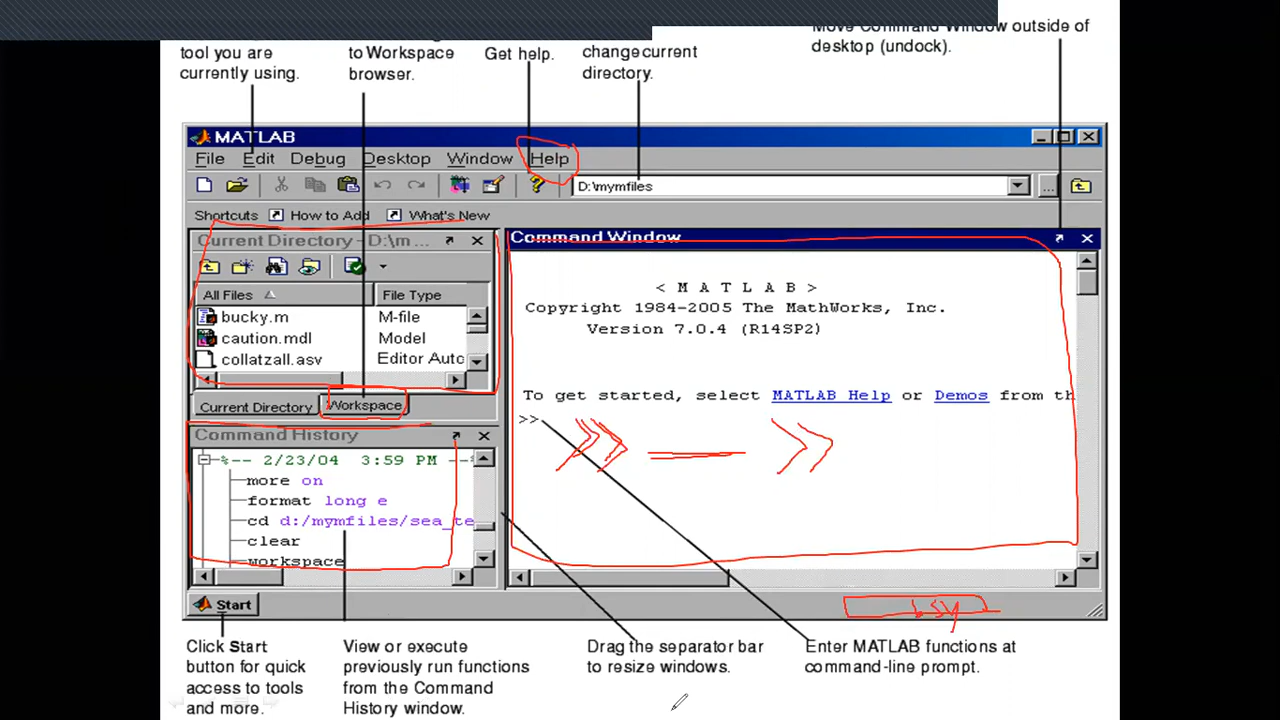 Move Command Window outside of
desktop (undock).
tool you are
currently using.
to Workspace
browser.
Get help.
change current
directory.
MATLAB
File Edit Debug Desktop Window Help
D:\mymfiles
...
Shortcuts How to Add What's New
Current Directory - D:\m ...
All Files File Type
bucky.m M-file
caution.mdl Model
collatzall.asv Editor Auto
Current Directory Workspace
Command History
%-- 2/23/04 3:59 PM --%
more on
format long e
cd d:/mymfiles/sea_te
clear
workspace
Start
Command Window
< M A T L A B >
Copyright 1984-2005 The MathWorks, Inc.
Version 7.0.4 (R14SP2)
To get started, select MATLAB Help or Demos from th
>>
>> >>
bsy
Click Start
button for quick
access to tools
and more.
View or execute
previously run functions
from the Command
History window.
Drag the separator bar
to resize windows.
Enter MATLAB functions at
command-line prompt.